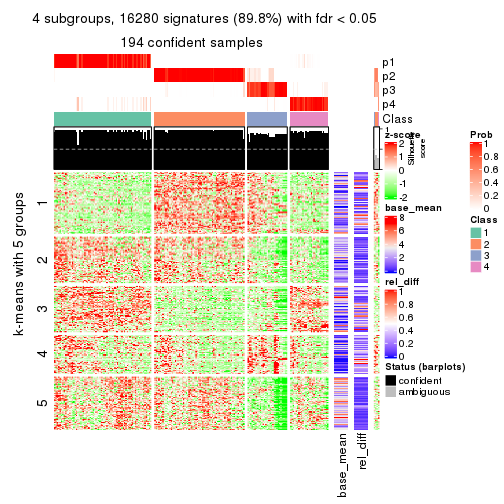 4 subgroups, 16280 signatures (89.8%) with fdr < 0.05
194 confident samples
p1
p2
p3
p4
Class
1
Silhouette
score
k-means with 5 groups
1
2
3
4
5
base_mean
rel_diff
z-score
2
1
0
-1
-2
base_mean
8
6
4
2
0
rel_diff
1
0.8
0.6
0.4
0.2
0
Status (barplots)
confident
ambiguous
Prob
1
0.8
0.6
0.4
0.2
0
Class
1
2
3
4